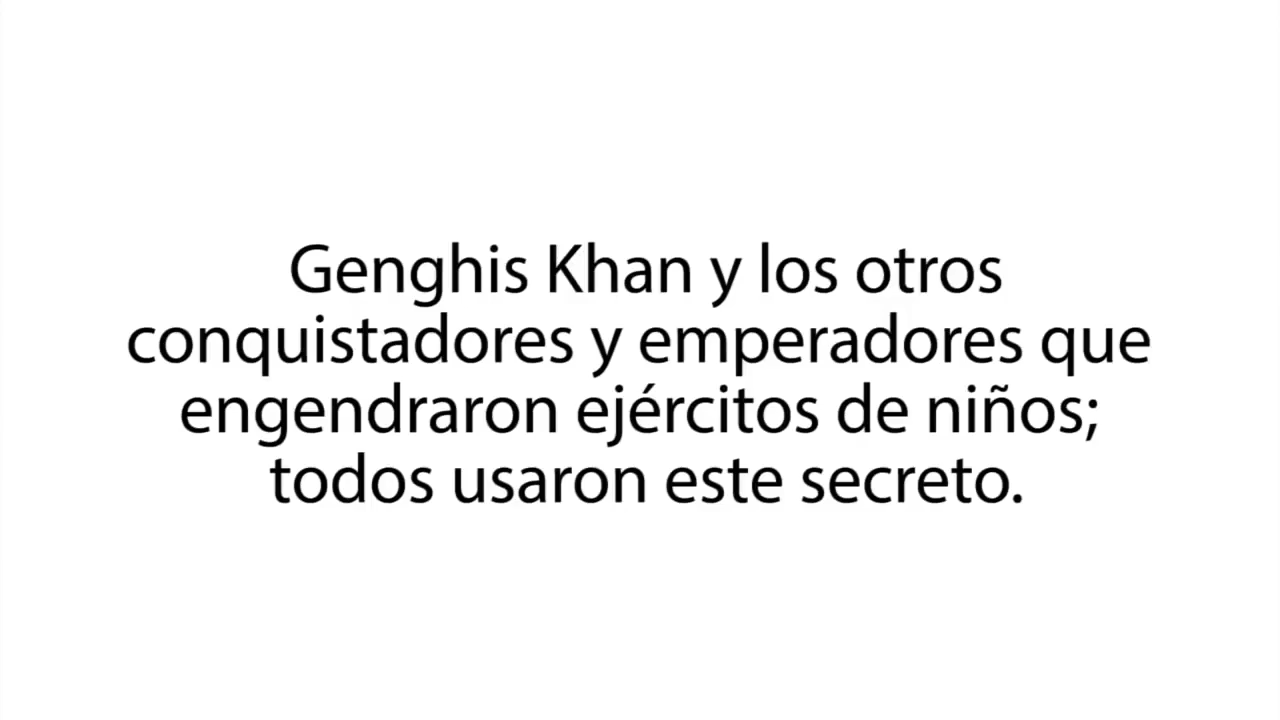 Genghis Khan y los otros
conquistadores y emperadores que
engendraron ejércitos de niños;
todos usaron este secreto.